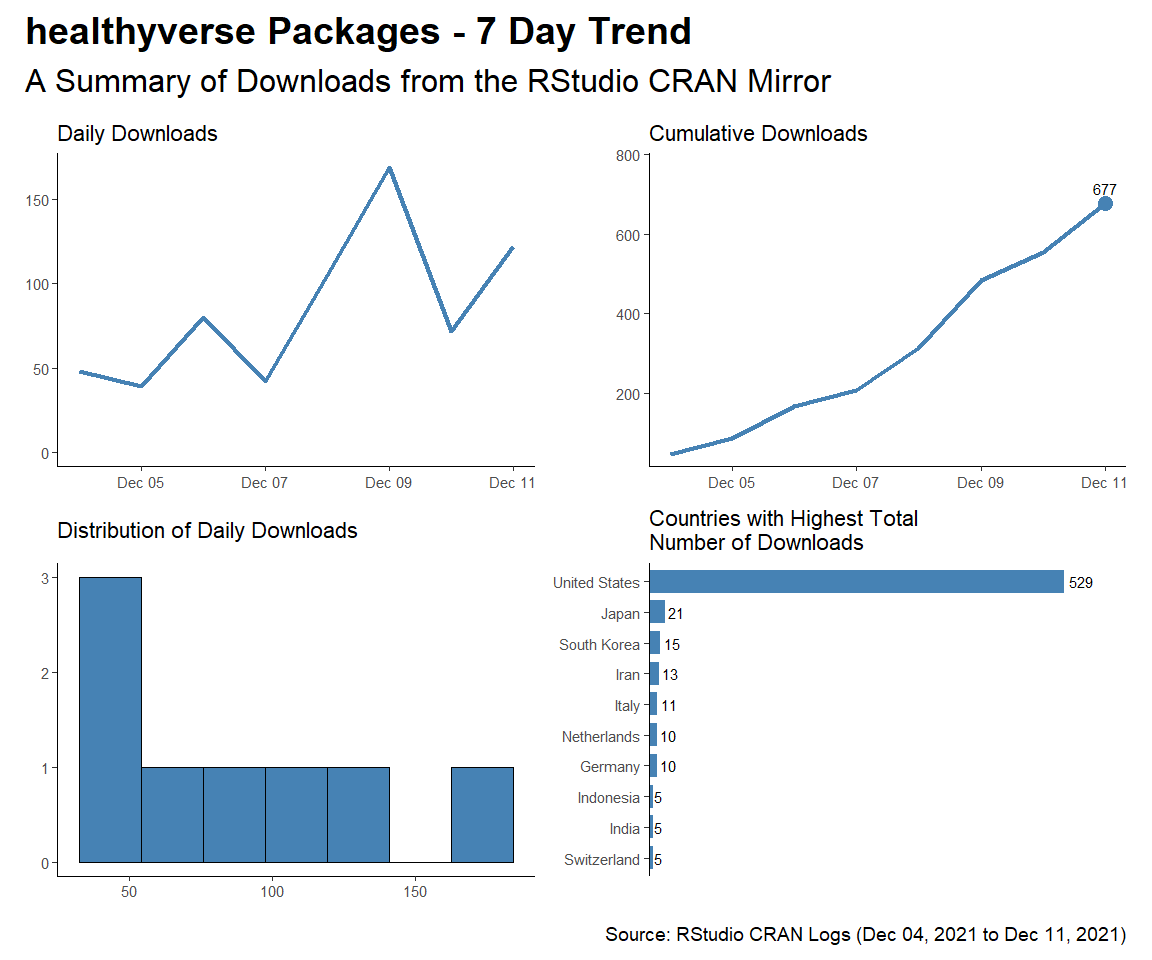 healthyverse Packages - 7 Day Trend
A Summary of Downloads from the RStudio CRAN Mirror
Daily Downloads
150
100
50
0
Dec 05
Dec 07
Dec 09
Dec 11
Cumulative Downloads
800
600
400
200
677
Dec 05
Dec 07
Dec 09
Dec 11
Distribution of Daily Downloads
3
2
1
0
50
100
150
Countries with Highest Total
Number of Downloads
United States 529
Japan 21
South Korea 15
Iran 13
Italy 11
Netherlands 10
Germany 10
Indonesia 5
India 5
Switzerland 5
Source: RStudio CRAN Logs (Dec 04, 2021 to Dec 11, 2021)